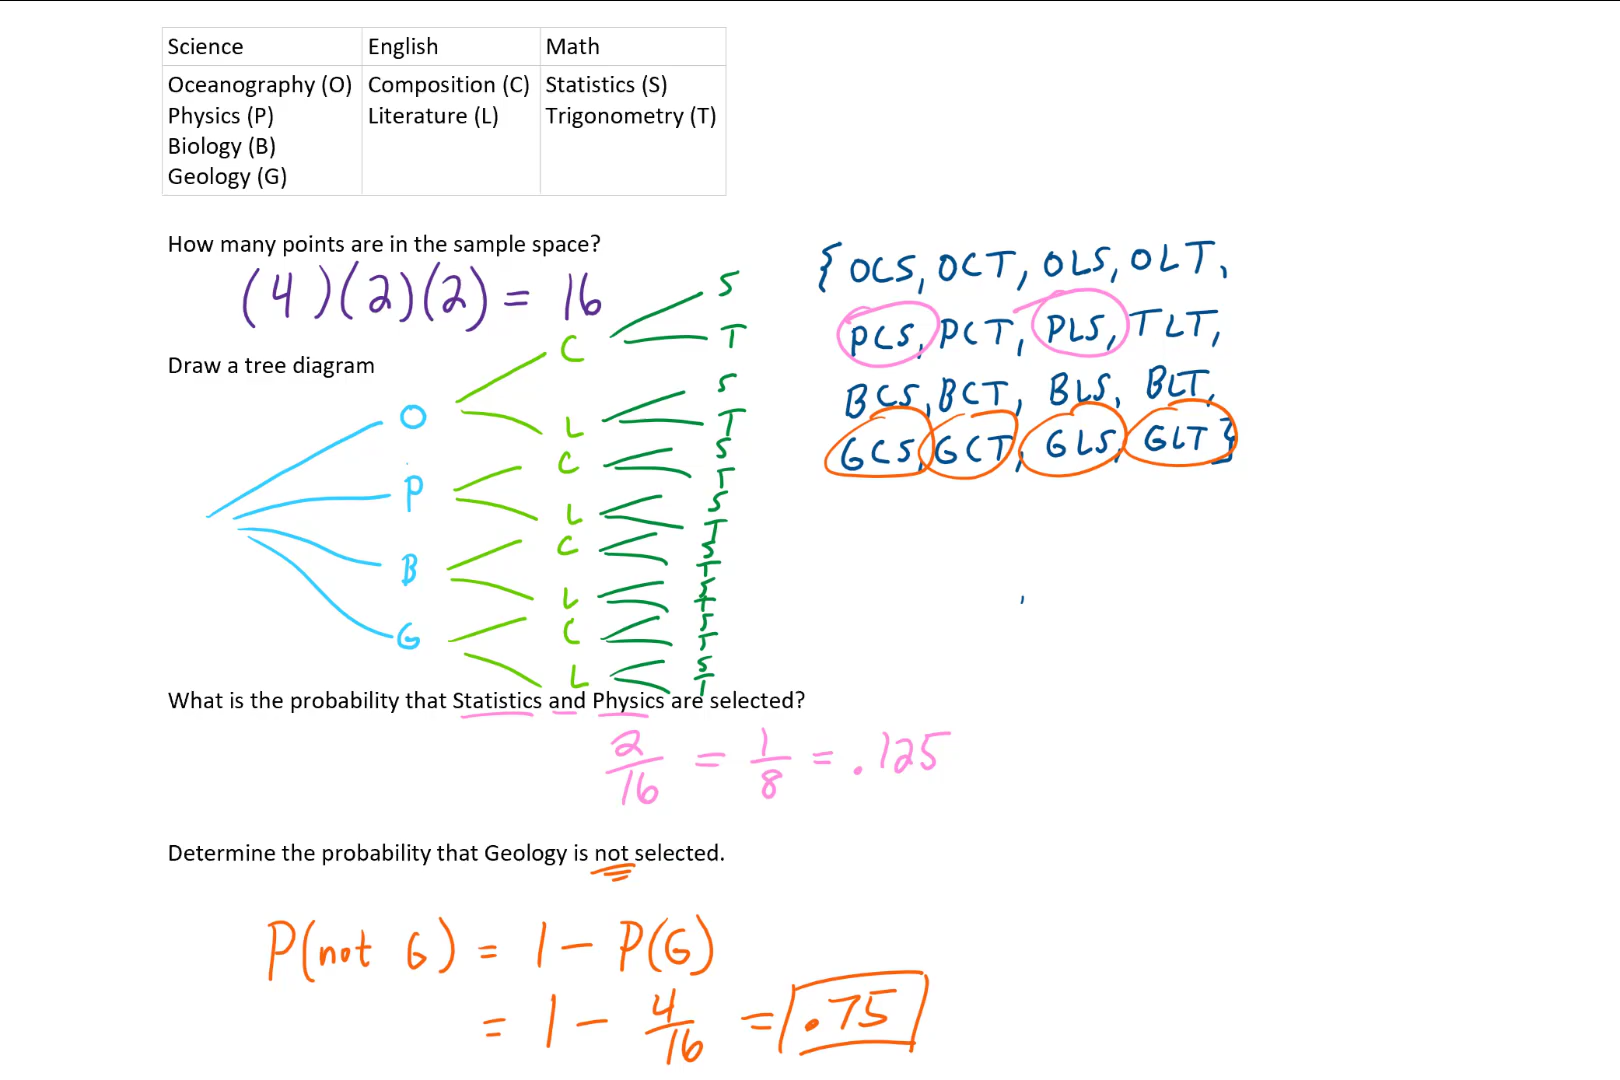 Science English Math
Oceanography (O) Composition (C) Statistics (S)
Physics (P) Literature (L) Trigonometry (T)
Biology (B)
Geology (G)
How many points are in the sample space?
(4)(2)(2) = 16
Draw a tree diagram
O
P
B
G
C
L
C
L
C
L
C
L
S
T
S
T
S
T
S
T
S
T
S
T
S
T
S
T
{OCS, OCT, OLS, OLT,
PCS, PCT, PLS, TLT,
BCS, BCT, BLS, BLT,
GCS, GCT, GLS, GLT}
What is the probability that Statistics and Physics are selected?
2/16 = 1/8 = .125
Determine the probability that Geology is not selected.
P(not G) = 1 - P(G)
= 1 - 4/16 = .75